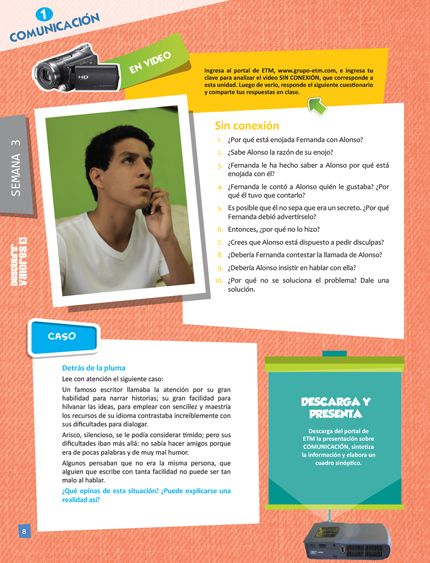 1
COMUNICACIÓN
EN VIDEO
HD
Ingresa al portal de ETM, www.grupo-etm.com, e ingresa tu
clave para analizar el video SIN CONEXIÓN, que corresponde a
esta unidad. Luego de verlo, responde el siguiente cuestionario
y comparte tus respuestas en clase.
SEMANA 3
Sin conexión
1. ¿Por qué está enojada Fernanda con Alonso?
2. ¿Sabe Alonso la razón de su enojo?
3. ¿Fernanda le ha hecho saber a Alonso por qué está
enojada con él?
4. ¿Fernanda le contó a Alonso quién le gustaba? ¿Por
qué él tuvo que contarlo?
5. Es posible que él no sepa que era un secreto. ¿Por qué
Fernanda debió advertírselo?
6. Entonces, ¿por qué no lo hizo?
7. ¿Crees que Alonso está dispuesto a pedir disculpas?
8. ¿Debería Fernanda contestar la llamada de Alonso?
9. ¿Debería Alonso insistir en hablar con ella?
10. ¿Por qué no se soluciona el problema? Dale una
solución.
CASO
Detrás de la pluma
Lee con atención el siguiente caso:
Un famoso escritor llamaba la atención por su gran
habilidad para narrar historias; su gran facilidad para
hilvanar las ideas, para emplear con sencillez y maestría
los recursos de su idioma contrastaba increíblemente con
sus dificultades para dialogar.
Arisco, silencioso, se le podía considerar tímido; pero sus
dificultades iban más allá: no sabía hacer amigos porque
era de pocas palabras y de muy mal humor.
Algunos pensaban que no era la misma persona, que
alguien que escribe con tanta facilidad no puede ser tan
malo al hablar.
¿Qué opinas de esta situación? ¿Puede explicarse una
realidad así?
DESCARGA Y
PRESENTA
Descarga del portal de
ETM la presentación sobre
COMUNICACIÓN, sintetiza
la información y elabora un
cuadro sinóptico.
8